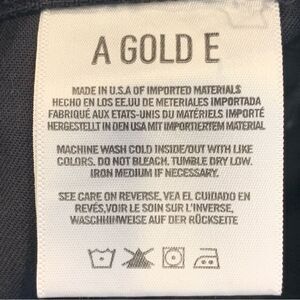 A GOLD E
MADE IN U.S.A OF IMPORTED MATERIALS
HECHO EN LOS EE.UU DE METERIALES IMPORTADA
FABRIQUÉ AUX ETATS-UNIS DU MATÉRIELS IMPORTÉ
HERGESTELLT IN DEN USA MIT IMPORTIERTEM MATERIAL
MACHINE WASH COLD INSIDE/OUT WITH LIKE
COLORS. DO NOT BLEACH. TUMBLE DRY LOW.
IRON MEDIUM IF NECESSARY.
SEE CARE ON REVERSE, VEA EL CUIDADO EN
REVÉS, VOIR LE SOIN SUR L'INVERSE,
WASCHHINWEISE AUF DER RÜCKSEITE